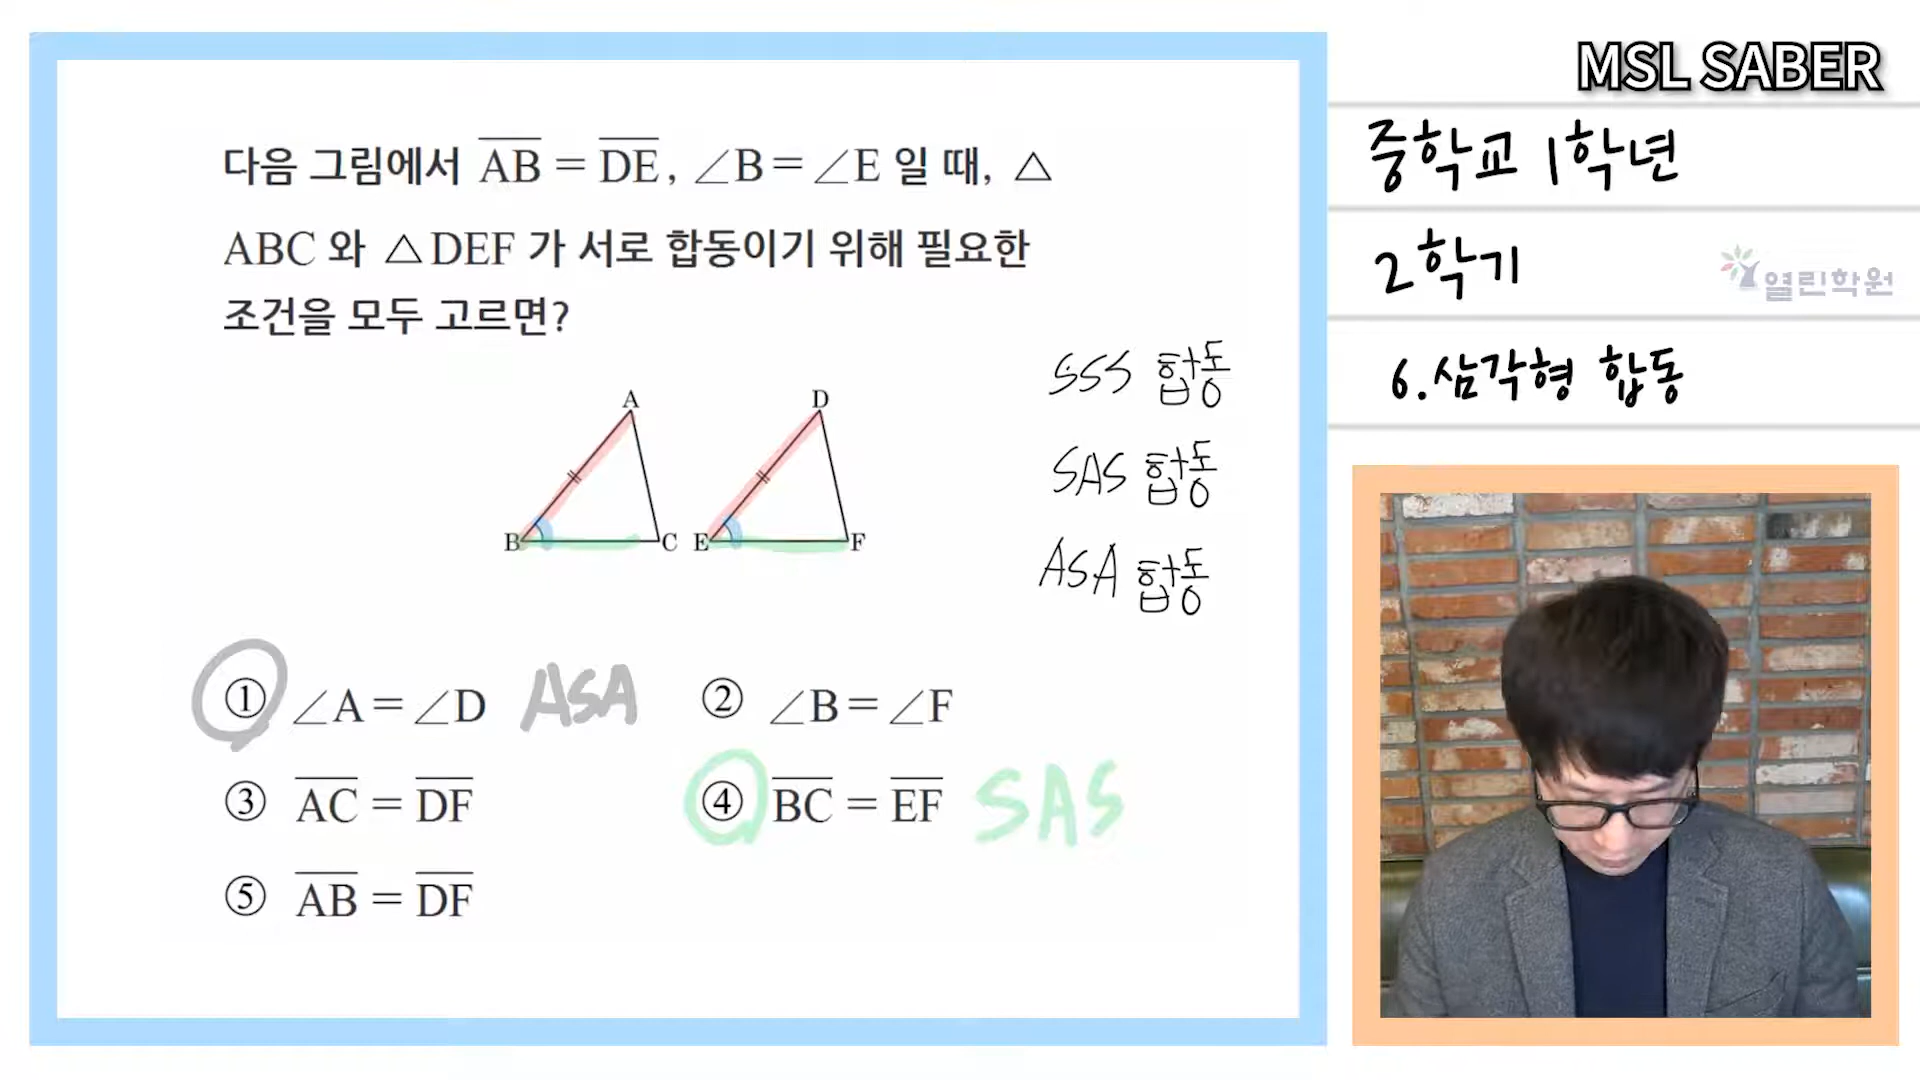 다음 그림에서 AB = DE, ∠B = ∠E 일 때, △
ABC 와 △DEF 가 서로 합동이기 위해 필요한
조건을 모두 고르면?
A
D
B
C
E
F
SSS 합동
SAS 합동
ASA 합동
① ∠A = ∠D ASA
② ∠B = ∠F
③ AC = DF
④ BC = EF SAS
⑤ AB = DF
MSL SABER
중학교 1학년
2학기
열린학원
6.삼각형 합동